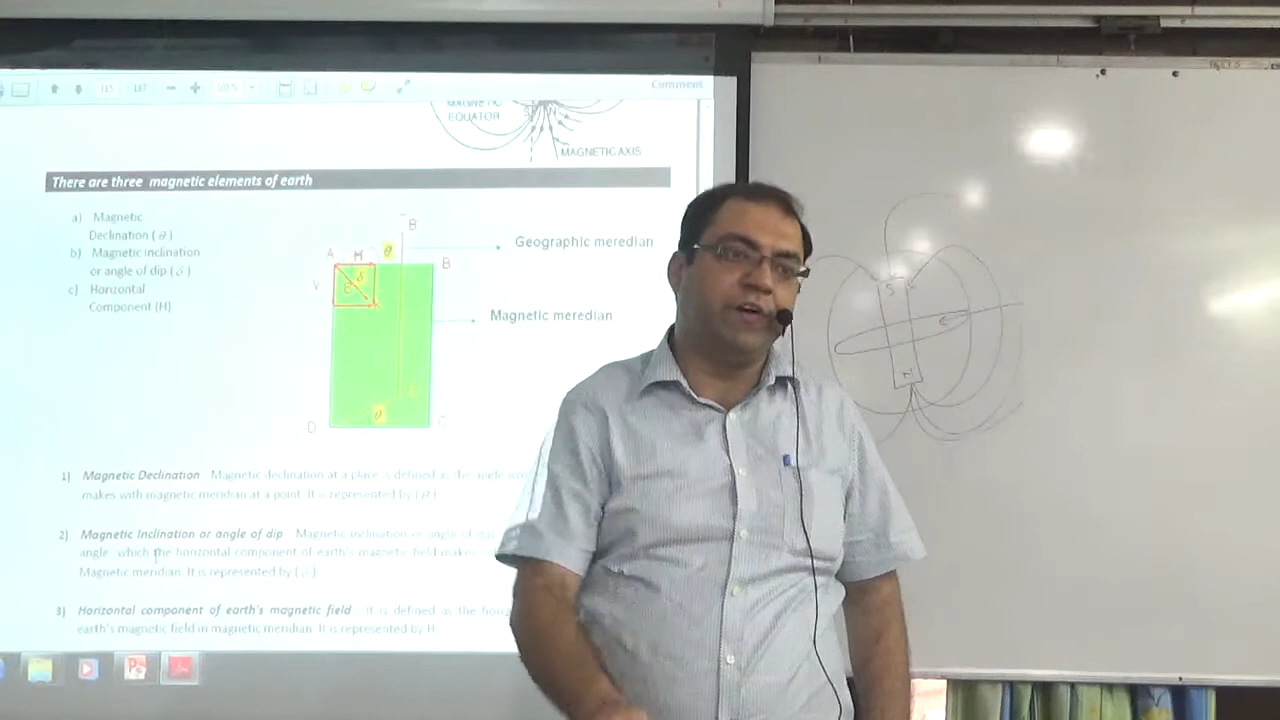 115 187 105% Comment
MAGNETIC
EQUATOR S N
MAGNETIC AXIS
There are three magnetic elements of earth
a) Magnetic
Declination ( θ )
b) Magnetic inclination
or angle of dip ( δ )
c) Horizontal
Component (H)
B'
Geographic meredian
A H θ B
V δ
Magnetic meredian
θ
D C
1) Magnetic Declination Magnetic declination at a place is defined as the angle
makes with magnetic meridian at a point. It is represented by
2) Magnetic Inclination or angle of dip Magnetic inclination or angle of
angle which the horizontal component of earth's magnetic field makes
Magnetic meridian. It is represented by
3) Horizontal component of earth's magnetic field It is defined as the
earth's magnetic field in magnetic meridian. It is represented by H
S
N